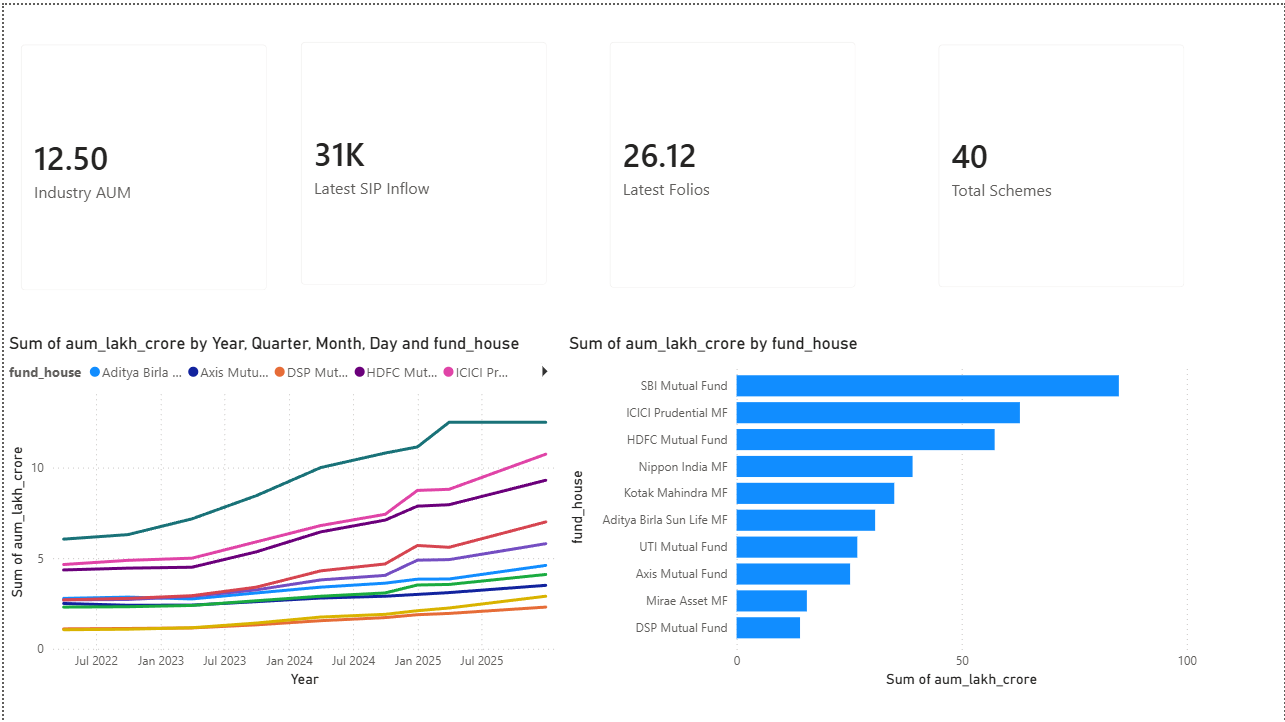 12.50
Industry AUM
31K
Latest SIP Inflow
26.12
Latest Folios
40
Total Schemes
Sum of aum_lakh_crore by Year, Quarter, Month, Day and fund_house
fund_house Aditya Birla ... Axis Mutu... DSP Mut... HDFC Mut... ICICI Pr...
Sum of aum_lakh_crore
10
5
0
Jul 2022 Jan 2023 Jul 2023 Jan 2024 Jul 2024 Jan 2025 Jul 2025
Year
Sum of aum_lakh_crore by fund_house
fund_house
SBI Mutual Fund
ICICI Prudential MF
HDFC Mutual Fund
Nippon India MF
Kotak Mahindra MF
Aditya Birla Sun Life MF
UTI Mutual Fund
Axis Mutual Fund
Mirae Asset MF
DSP Mutual Fund
0 50 100
Sum of aum_lakh_crore